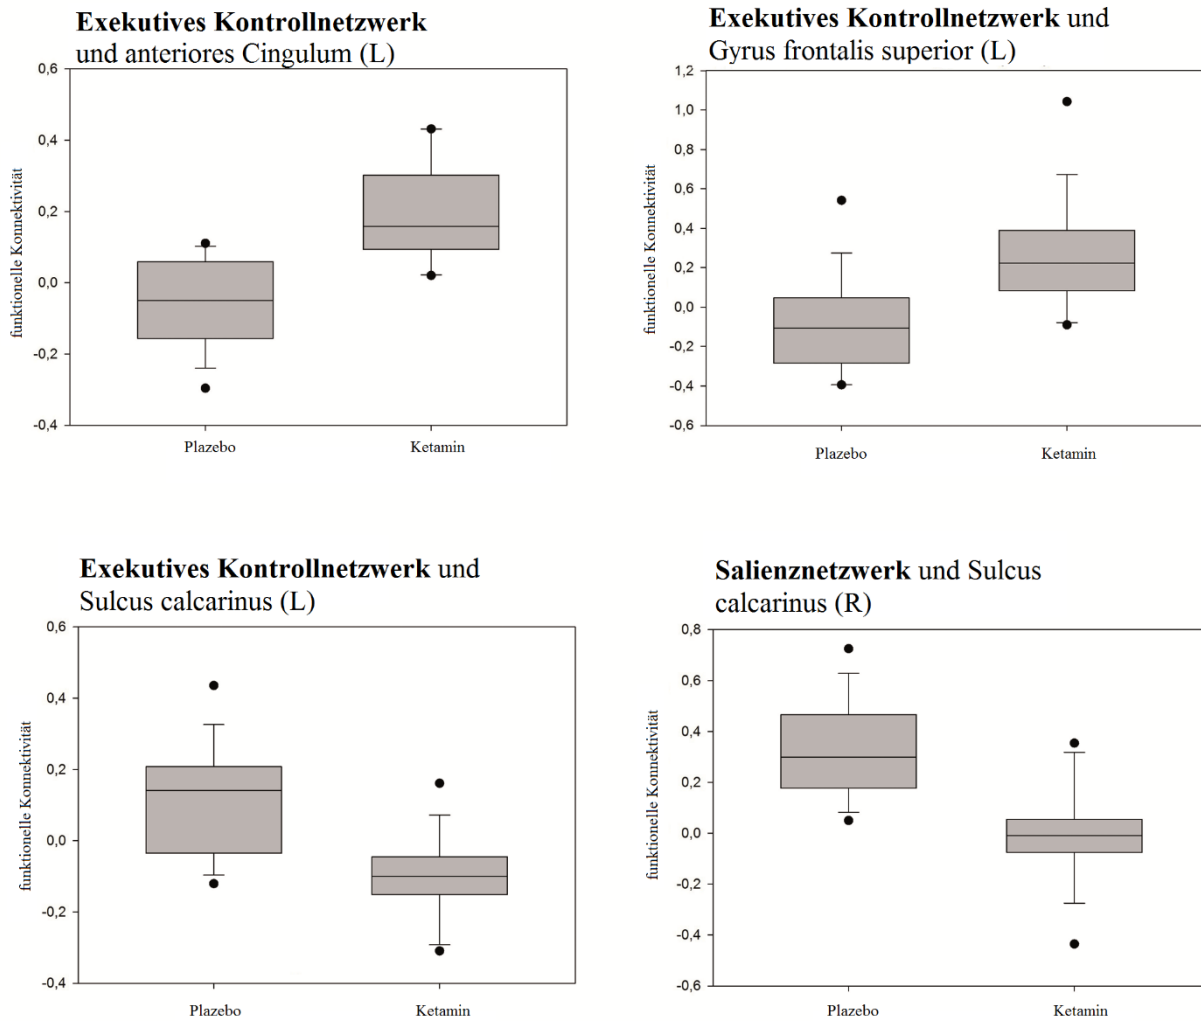 Exekutives Kontrollnetzwerk
und anteriores Cingulum (L)
funktionelle Konnektivität
0,6
0,4
0,2
0,0
-0,2
-0,4
Plazebo
Ketamin
Exekutives Kontrollnetzwerk und
Gyrus frontalis superior (L)
funktionelle Konnektivität
1,2
1,0
0,8
0,6
0,4
0,2
0,0
-0,2
-0,4
-0,6
Plazebo
Ketamin
Exekutives Kontrollnetzwerk und
Sulcus calcarinus (L)
funktionelle Konnektivität
0,6
0,4
0,2
0,0
-0,2
-0,4
Plazebo
Ketamin
Salienznetzwerk und Sulcus
calcarinus (R)
funktionelle Konnektivität
0,8
0,6
0,4
0,2
0,0
-0,2
-0,4
-0,6
Plazebo
Ketamin